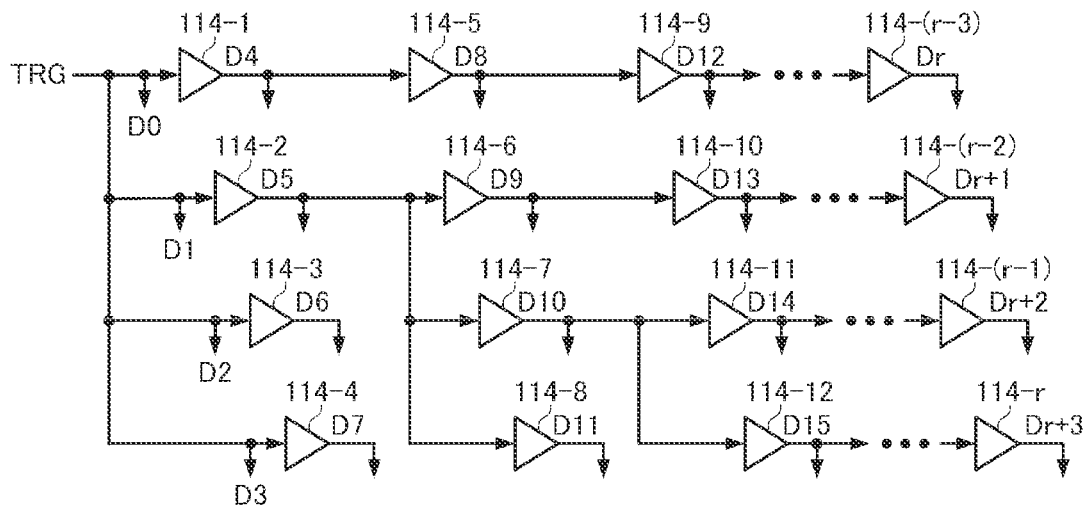 114-1 114-5 114-9 114-(r-3)
TRG D4 D8 D12 Dr
D0
114-2 114-6 114-10 114-(r-2)
D5 D9 D13 Dr+1
D1
114-3 114-7 114-11 114-(r-1)
D6 D10 D14 Dr+2
D2
114-4 114-8 114-12 114-r
D7 D11 D15 Dr+3
D3